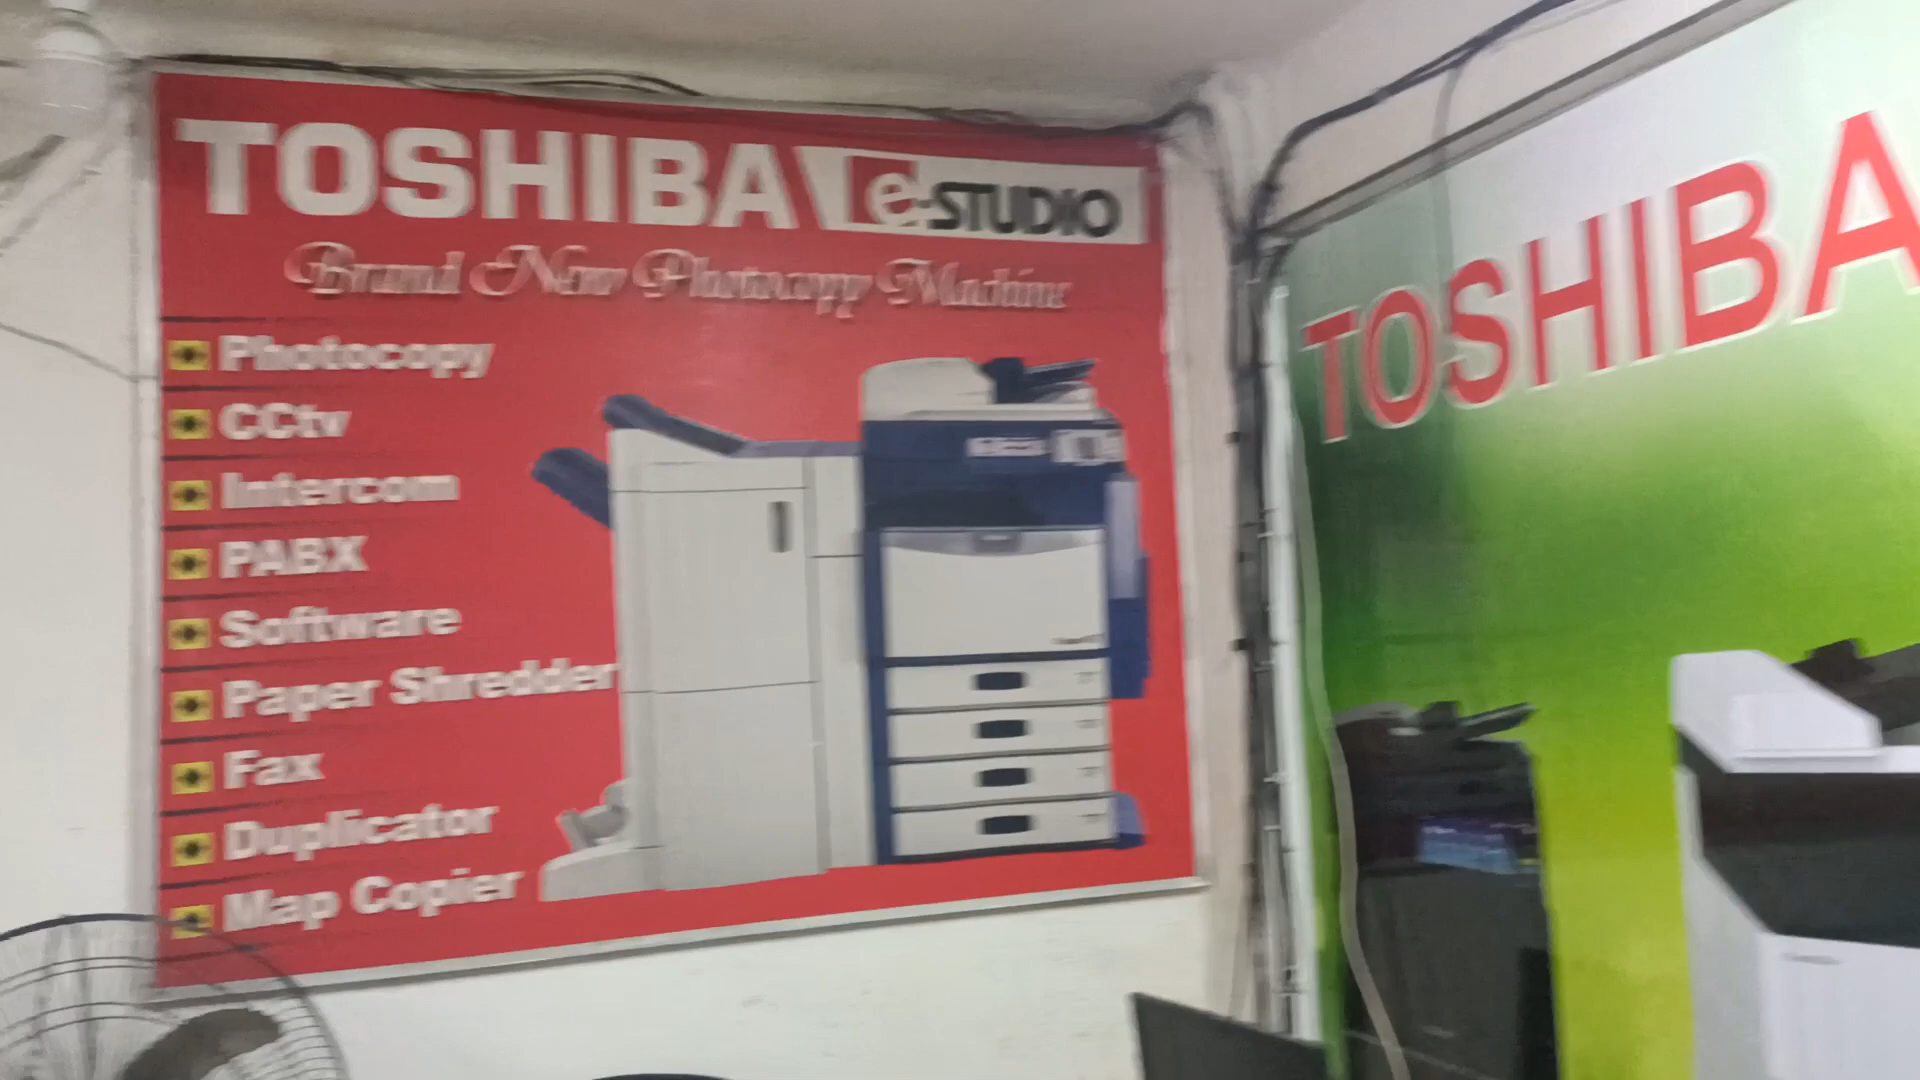 TOSHIBA e-STUDIO
Brand New Photocopy Machine
Photocopy
CCtv
Intercom
PABX
Software
Paper Shredder
Fax
Duplicator
Map Copier
TOSHIBA